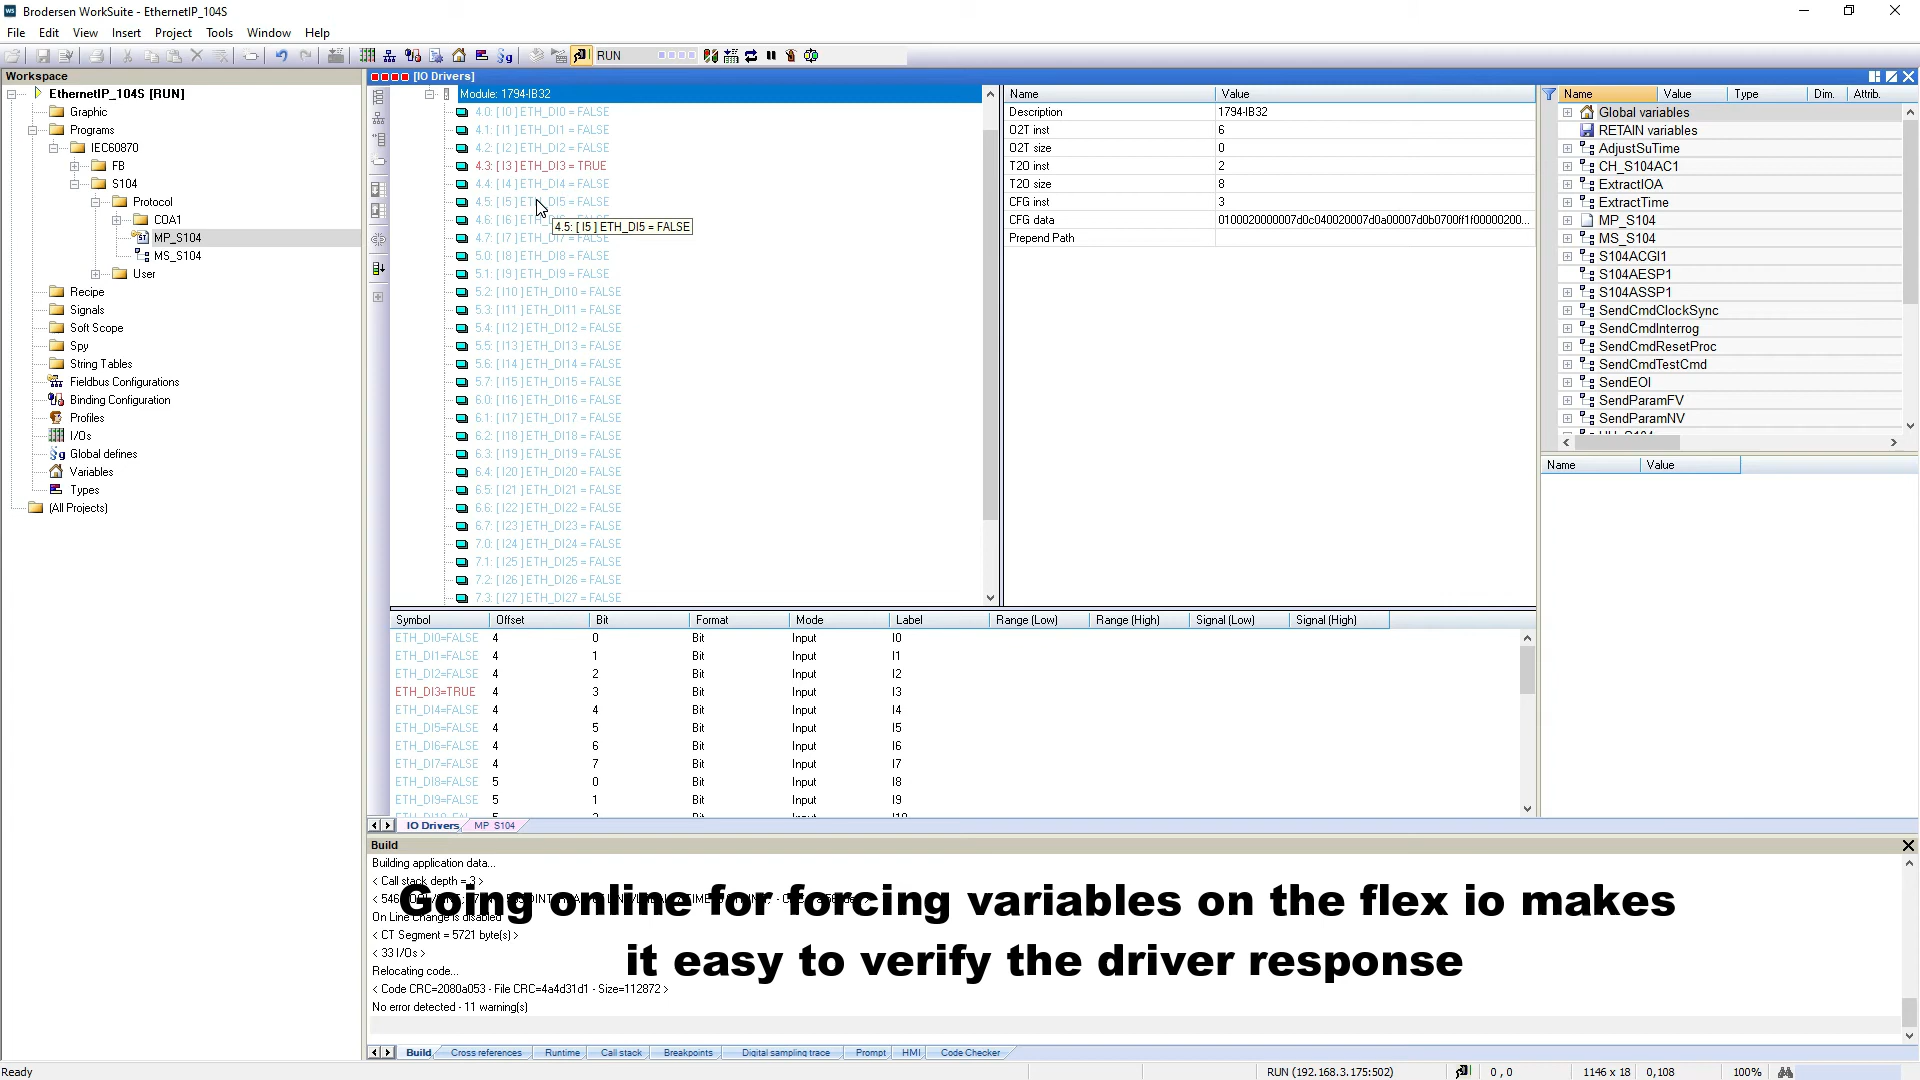 Brodersen WorkSuite - EthernetIP_104S
File Edit View Insert Project Tools Window Help
RUN
Workspace
EthernetIP_104S [RUN]
Graphic
Programs
IEC60870
FB
S104
Protocol
COA1
MP_S104
MS_S104
User
Recipe
Signals
Soft Scope
Spy
String Tables
Fieldbus Configurations
Binding Configuration
Profiles
I/Os
Global defines
Variables
Types
(All Projects)
[IO Drivers]
Module: 1794-IB32
4.0: [ I0 ] ETH_DI0 = FALSE
4.1: [ I1 ] ETH_DI1 = FALSE
4.2: [ I2 ] ETH_DI2 = FALSE
4.3: [ I3 ] ETH_DI3 = TRUE
4.4: [ I4 ] ETH_DI4 = FALSE
4.5: [ I5 ] ETH_DI5 = FALSE
4.6: [ I6 ]
4.5: [ I5 ] ETH_DI5 = FALSE
4.7: [ I7 ] ETH_DI7 = FALSE
5.0: [ I8 ] ETH_DI8 = FALSE
5.1: [ I9 ] ETH_DI9 = FALSE
5.2: [ I10 ] ETH_DI10 = FALSE
5.3: [ I11 ] ETH_DI11 = FALSE
5.4: [ I12 ] ETH_DI12 = FALSE
5.5: [ I13 ] ETH_DI13 = FALSE
5.6: [ I14 ] ETH_DI14 = FALSE
5.7: [ I15 ] ETH_DI15 = FALSE
6.0: [ I16 ] ETH_DI16 = FALSE
6.1: [ I17 ] ETH_DI17 = FALSE
6.2: [ I18 ] ETH_DI18 = FALSE
6.3: [ I19 ] ETH_DI19 = FALSE
6.4: [ I20 ] ETH_DI20 = FALSE
6.5: [ I21 ] ETH_DI21 = FALSE
6.6: [ I22 ] ETH_DI22 = FALSE
6.7: [ I23 ] ETH_DI23 = FALSE
7.0: [ I24 ] ETH_DI24 = FALSE
7.1: [ I25 ] ETH_DI25 = FALSE
7.2: [ I26 ] ETH_DI26 = FALSE
7.3: [ I27 ] ETH_DI27 = FALSE
Name Value
Description 1794-IB32
O2T inst 6
O2T size 0
T2O inst 2
T2O size 8
CFG inst 3
CFG data 0100020000007d0c040020007d0a00007d0b0700ff1f00000200...
Prepend Path
Name Value Type Dim. Attrib.
Global variables
RETAIN variables
AdjustSuTime
CH_S104AC1
ExtractIOA
ExtractTime
MP_S104
MS_S104
S104ACGI1
S104AESP1
S104ASSP1
SendCmdClockSync
SendCmdInterrog
SendCmdResetProc
SendCmdTestCmd
SendEOI
SendParamFV
SendParamNV
Name Value
Symbol Offset Bit Format Mode Label Range (Low) Range (High) Signal (Low) Signal (High)
ETH_DI0=FALSE 4 0 Bit Input I0
ETH_DI1=FALSE 4 1 Bit Input I1
ETH_DI2=FALSE 4 2 Bit Input I2
ETH_DI3=TRUE 4 3 Bit Input I3
ETH_DI4=FALSE 4 4 Bit Input I4
ETH_DI5=FALSE 4 5 Bit Input I5
ETH_DI6=FALSE 4 6 Bit Input I6
ETH_DI7=FALSE 4 7 Bit Input I7
ETH_DI8=FALSE 5 0 Bit Input I8
ETH_DI9=FALSE 5 1 Bit Input I9
IO Drivers MP_S104
Build
Building application data...
< Call stack depth = 3 >
Going online for forcing variables on the flex io makes
On Line Change is disabled
< CT Segment = 5721 byte(s) >
< 33 I/Os >
it easy to verify the driver response
Relocating code...
< Code CRC=2080a053 - File CRC=4a4d31d1 - Size=112872 >
No error detected - 11 warning(s)
Build Cross references Runtime Call stack Breakpoints Digital sampling trace Prompt HMI Code Checker
Ready RUN (192.168.3.175:502) 0 , 0 1146 x 18 0,108 100%